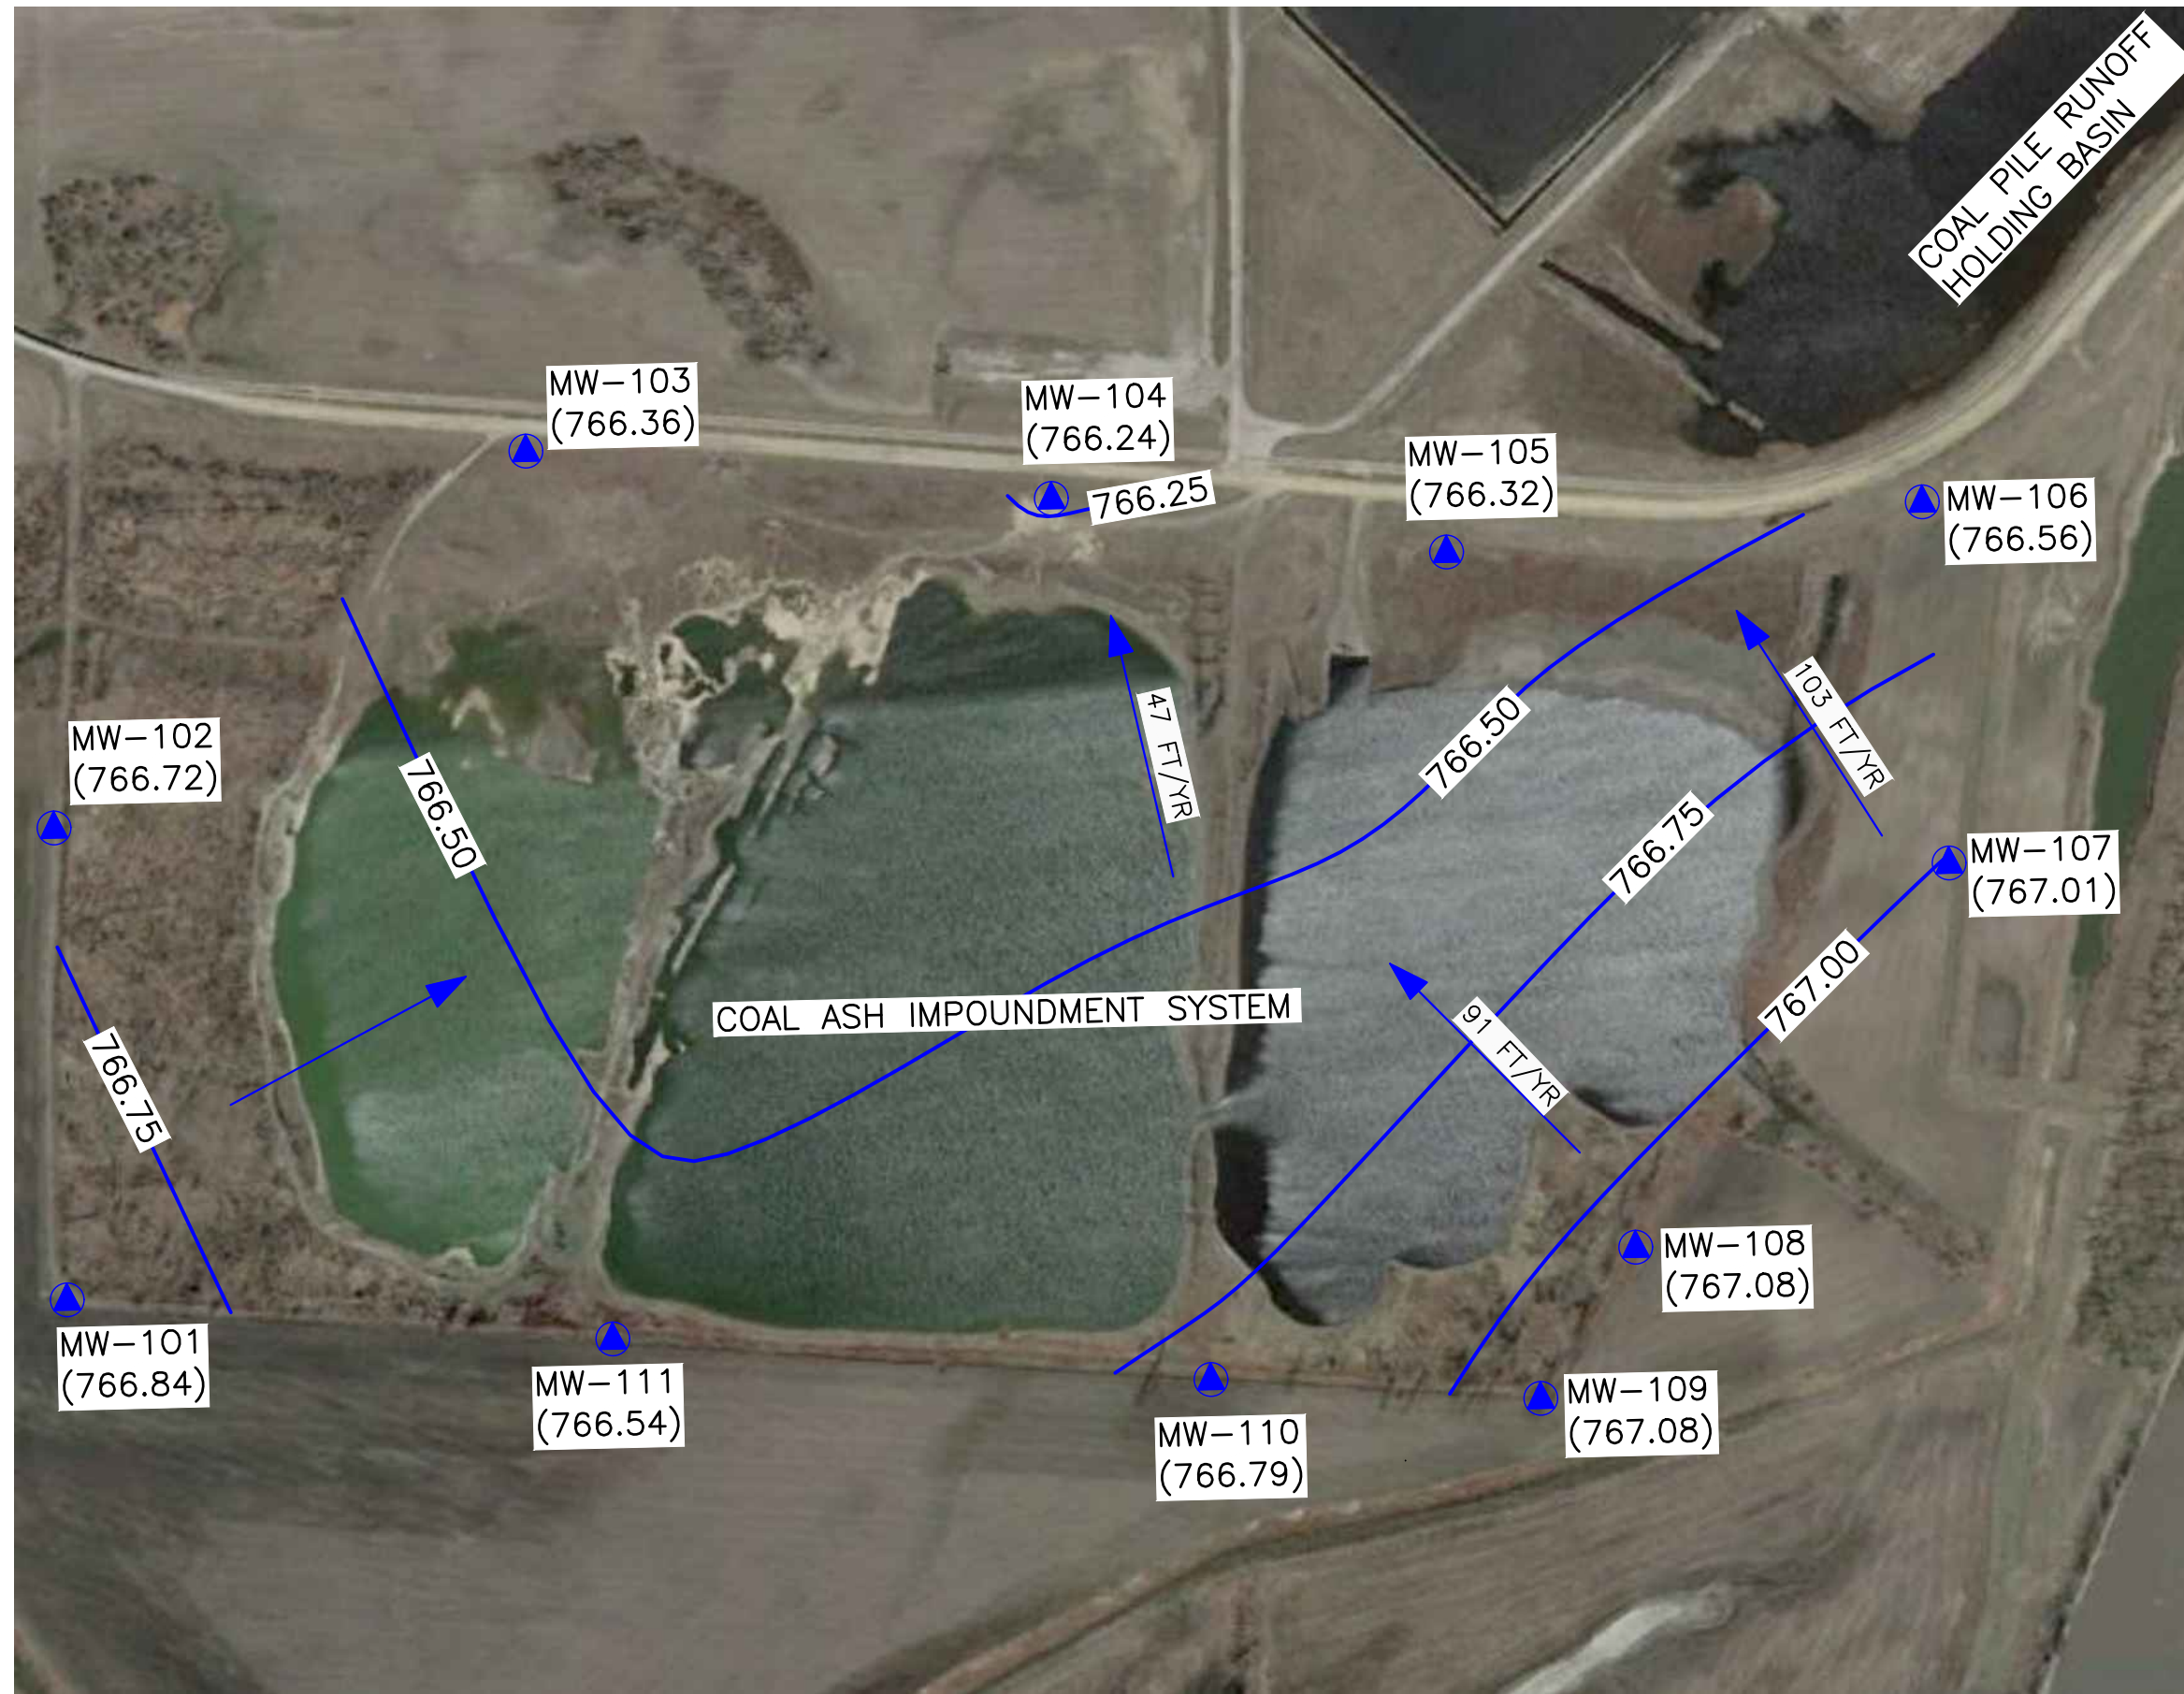 COAL PILE RUNOFF
HOLDING BASIN
MW-103
(766.36)
MW-104
(766.24)
766.25
MW-105
(766.32)
MW-106
(766.56)
MW-102
(766.72)
766.50
47 FT/YR
766.50
103 FT/YR
766.75
MW-107
(767.01)
767.00
COAL ASH IMPOUNDMENT SYSTEM
91 FT/YR
766.75
MW-108
(767.08)
MW-101
(766.84)
MW-111
(766.54)
MW-110
(766.79)
MW-109
(767.08)